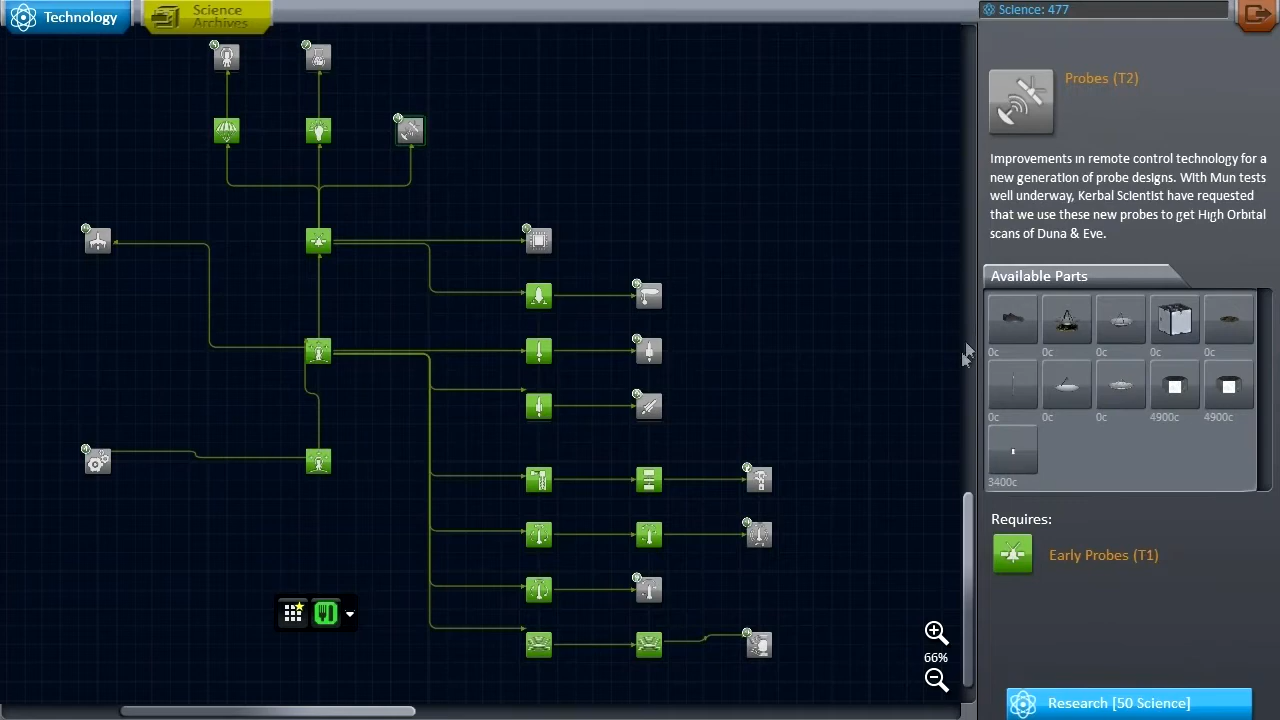 Technology
Science
Archives
Science: 477
Probes (T2)
Improvements in remote control technology for a
new generation of probe designs. With Mun tests
well underway, Kerbal Scientist have requested
that we use these new probes to get High Orbital
scans of Duna & Eve.
Available Parts
0c 0c 0c 0c 0c
0c 0c 0c 4900c 4900c
3400c
Requires:
Early Probes (T1)
66%
Research [50 Science]